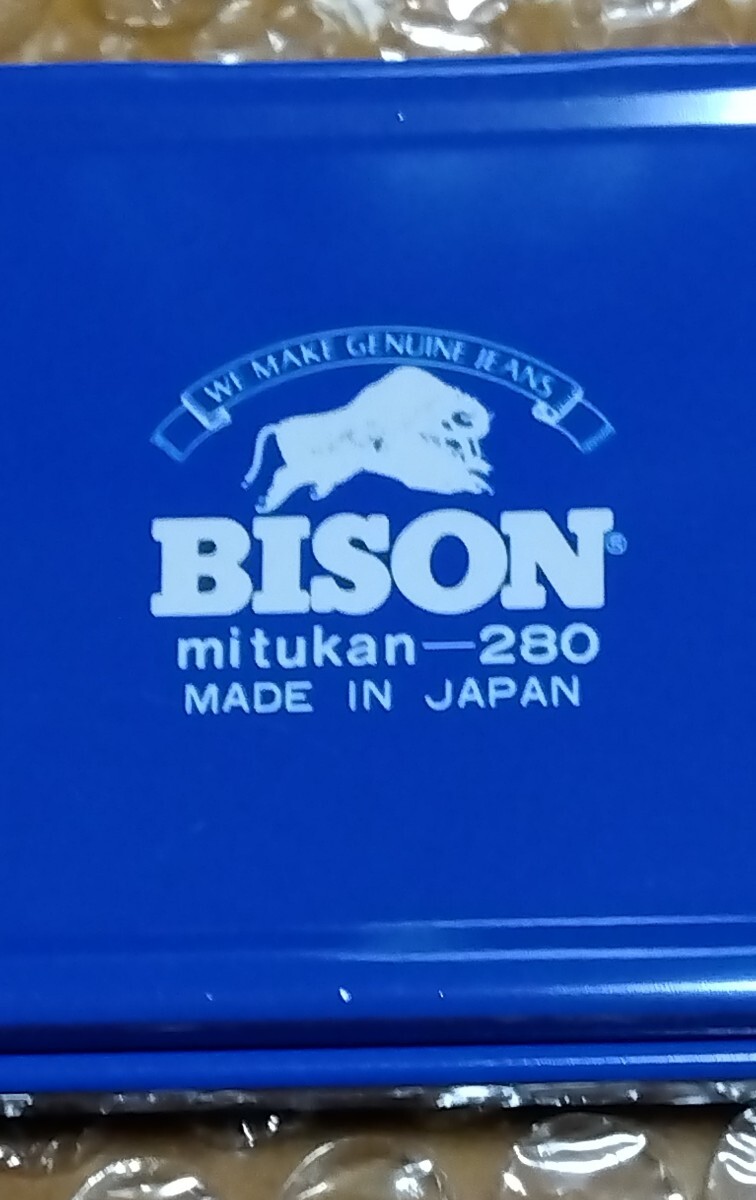 WE MAKE GENUINE JEANS
BISON®
mitukan—280
MADE IN JAPAN